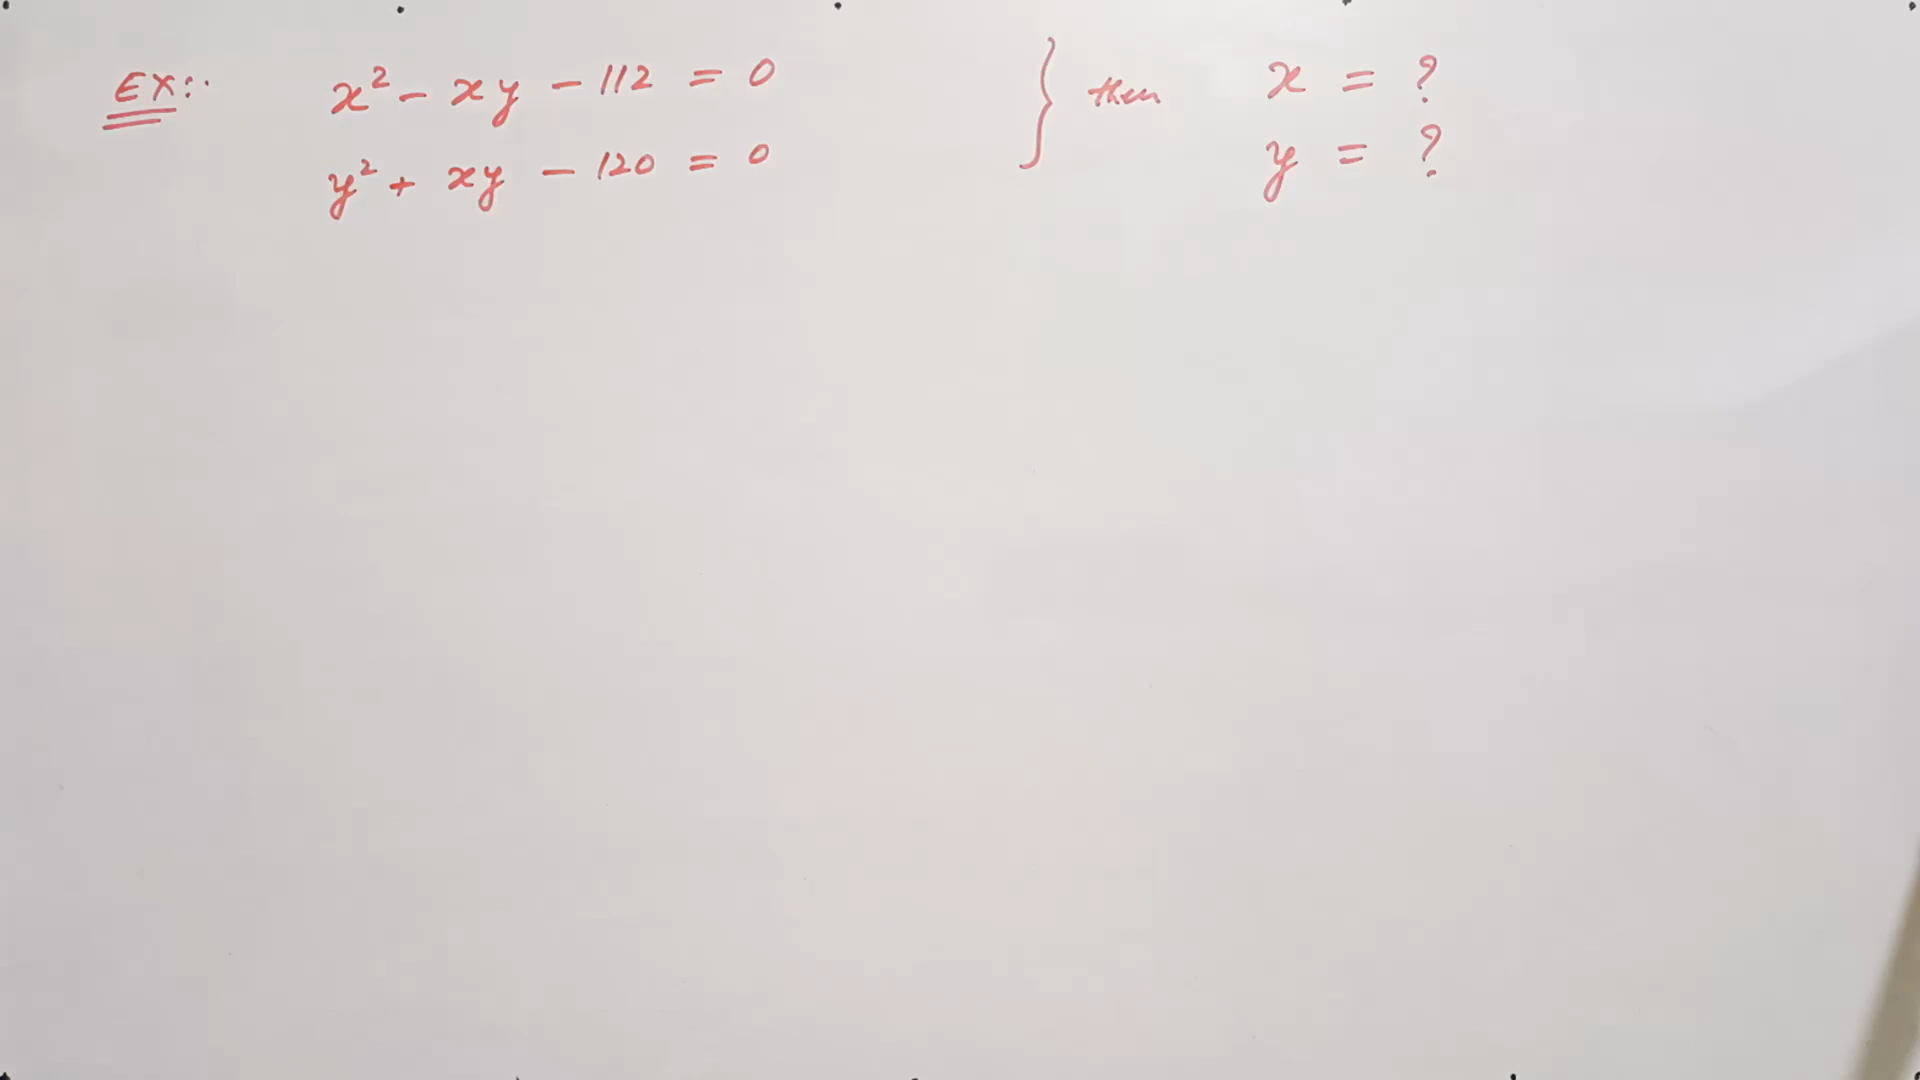 EX:. x² - xy - 112 = 0 } then x = ?
y² + xy - 120 = 0 y = ?